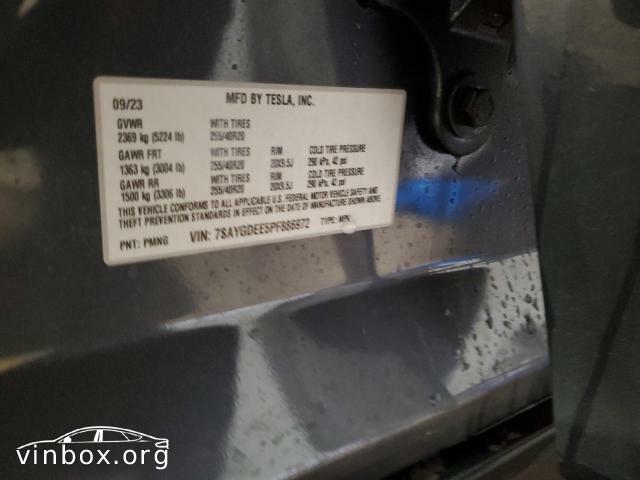 09/23 MFD BY TESLA, INC.
GVWR WITH TIRES
2369 kg (5224 lb) 255/40R20
GAWR FRT WITH TIRES RIM COLD TIRE PRESSURE
1363 kg (3004 lb) 255/40R20 20X9.5J 290 kPa, 42 psi
GAWR RR WITH TIRES RIM COLD TIRE PRESSURE
1500 kg (3306 lb) 255/40R20 20X9.5J 290 kPa, 42 psi
THIS VEHICLE CONFORMS TO ALL APPLICABLE U.S. FEDERAL MOTOR VEHICLE SAFETY AND
THEFT PREVENTION STANDARDS IN EFFECT ON THE DATE OF MANUFACTURE SHOWN ABOVE.
PNT: PMNG VIN: 7SAYGDEE5PF886972 TYPE: MPV
vinbox.org